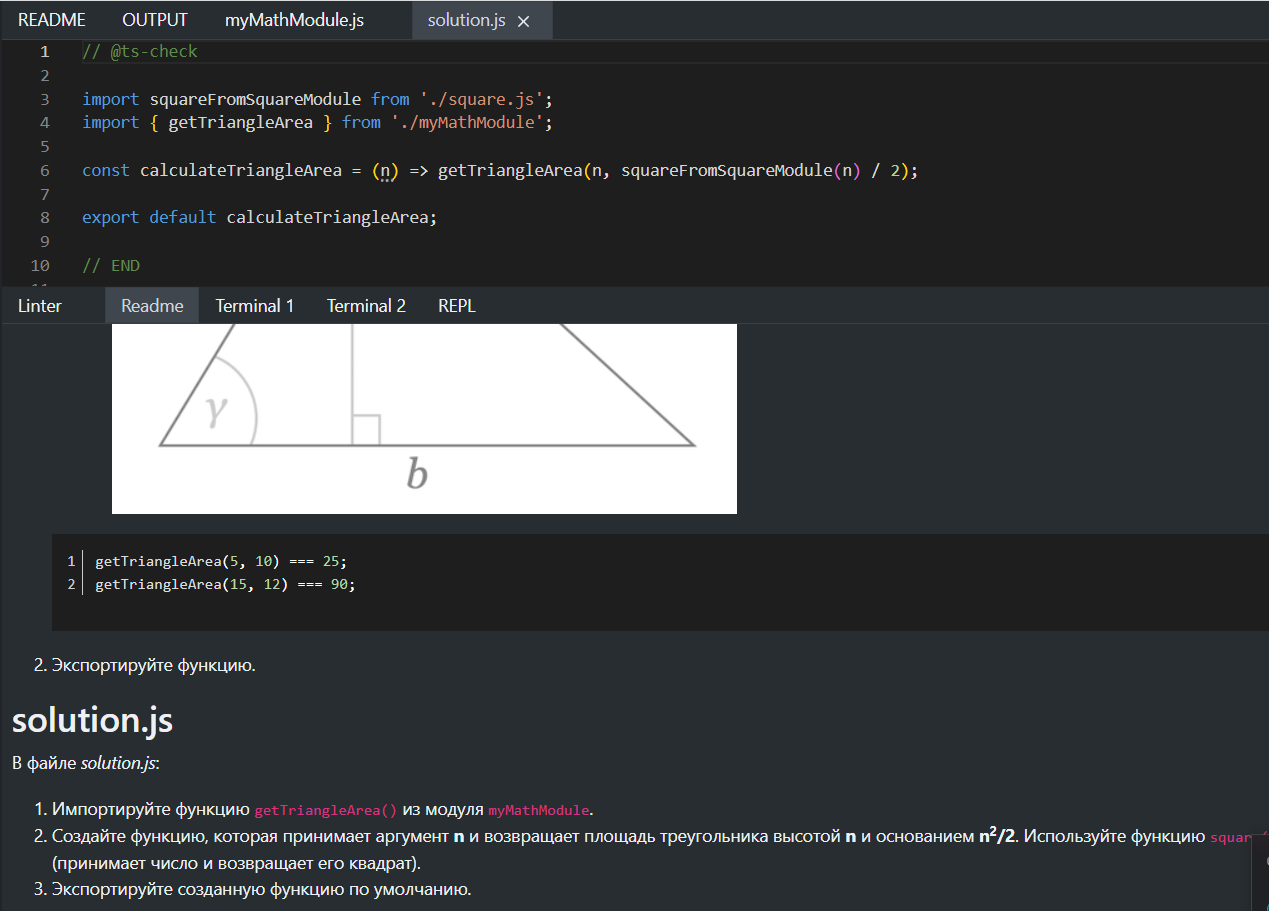 README OUTPUT myMathModule.js solution.js ×
1 // @ts-check
2
3 import squareFromSquareModule from './square.js';
4 import { getTriangleArea } from './myMathModule';
5
6 const calculateTriangleArea = (n) => getTriangleArea(n, squareFromSquareModule(n) / 2);
7
8 export default calculateTriangleArea;
9
10 // END
Linter Readme Terminal 1 Terminal 2 REPL
γ
b
1 getTriangleArea(5, 10) === 25;
2 getTriangleArea(15, 12) === 90;
2. Экспортируйте функцию.
solution.js
В файле solution.js:
1. Импортируйте функцию getTriangleArea() из модуля myMathModule.
2. Создайте функцию, которая принимает аргумент n и возвращает площадь треугольника высотой n и основанием n²/2. Используйте функцию
(принимает число и возвращает его квадрат).
3. Экспортируйте созданную функцию по умолчанию.